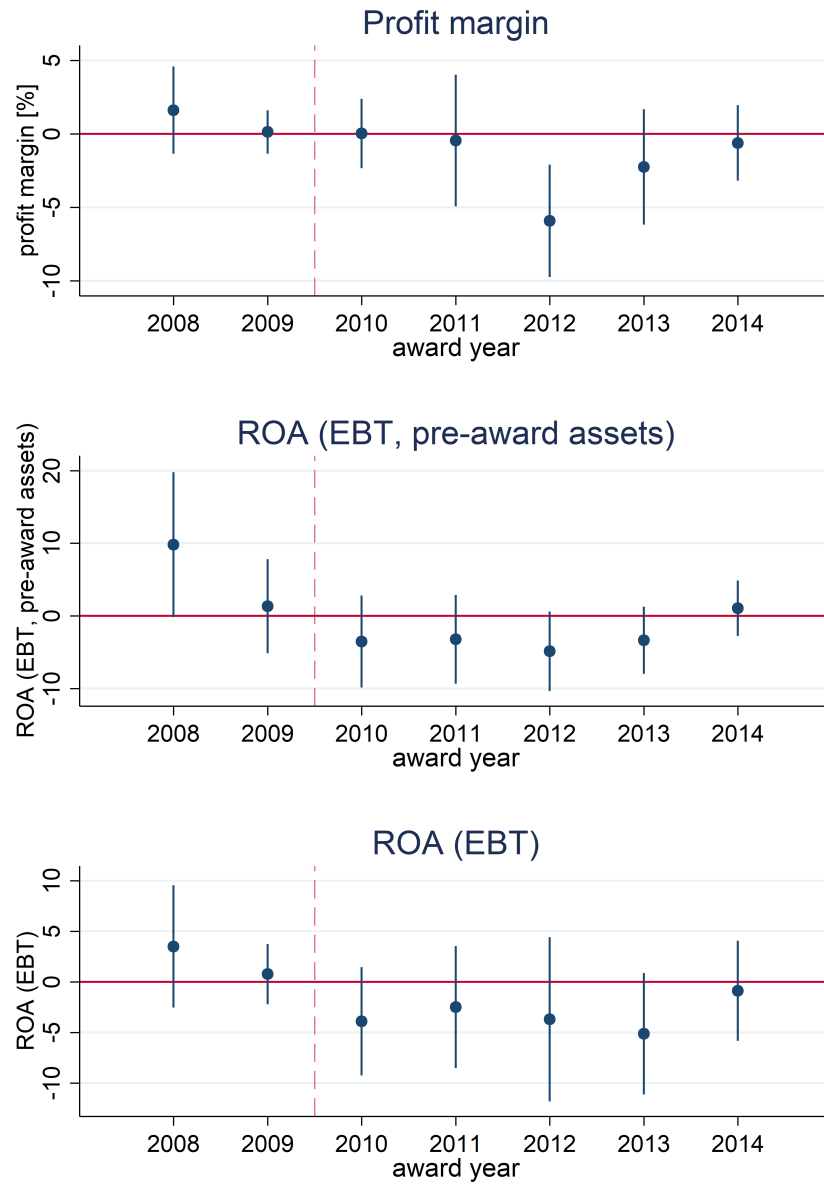 Profit margin
profit margin [%]
5
0
-5
-10
2008 2009 2010 2011 2012 2013 2014
award year
ROA (EBT, pre-award assets)
ROA (EBT, pre-award assets)
20
10
0
-10
2008 2009 2010 2011 2012 2013 2014
award year
ROA (EBT)
ROA (EBT)
10
5
0
-5
-10
2008 2009 2010 2011 2012 2013 2014
award year